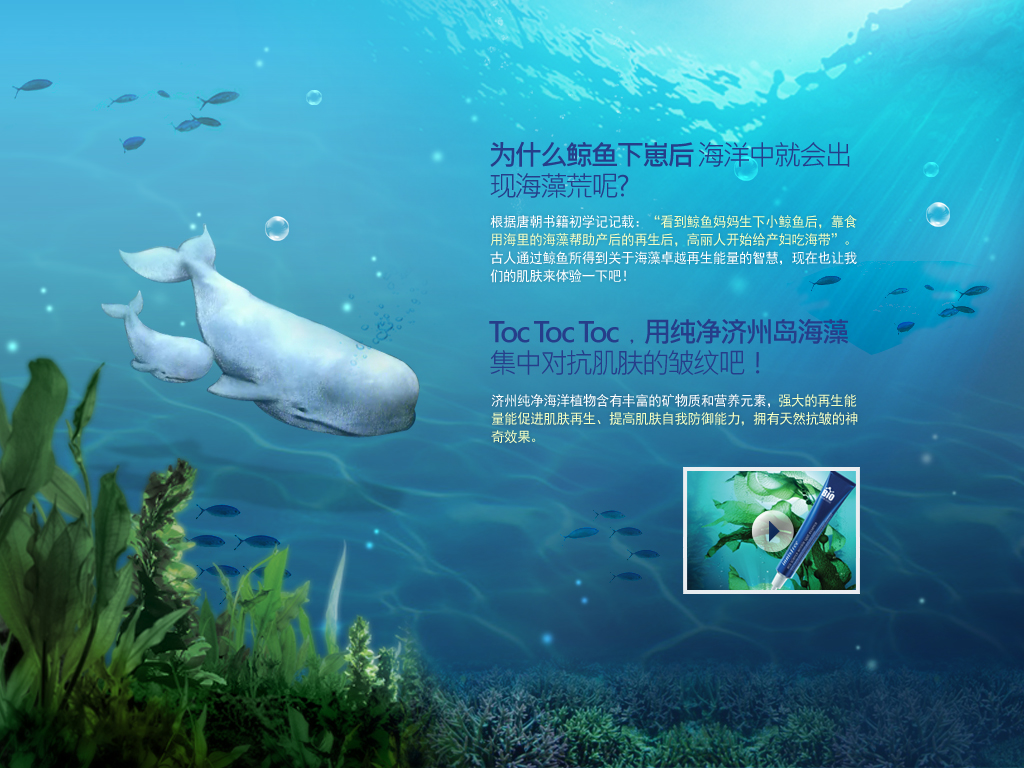 为什么鲸鱼下崽后 海洋中就会出
现海藻荒呢?
根据唐朝书籍初学记记载：“看到鲸鱼妈妈生下小鲸鱼后，靠食
用海里的海藻帮助产后的再生后，高丽人开始给产妇吃海带”。
古人通过鲸鱼所得到关于海藻卓越再生能量的智慧，现在也让我
们的肌肤来体验一下吧！
Toc Toc Toc，用纯净济州岛海藻
集中对抗肌肤的皱纹吧！
济州纯净海洋植物含有丰富的矿物质和营养元素，强大的再生能
量能促进肌肤再生、提高肌肤自我防御能力，拥有天然抗皱的神
奇效果。
BIO
innisfree